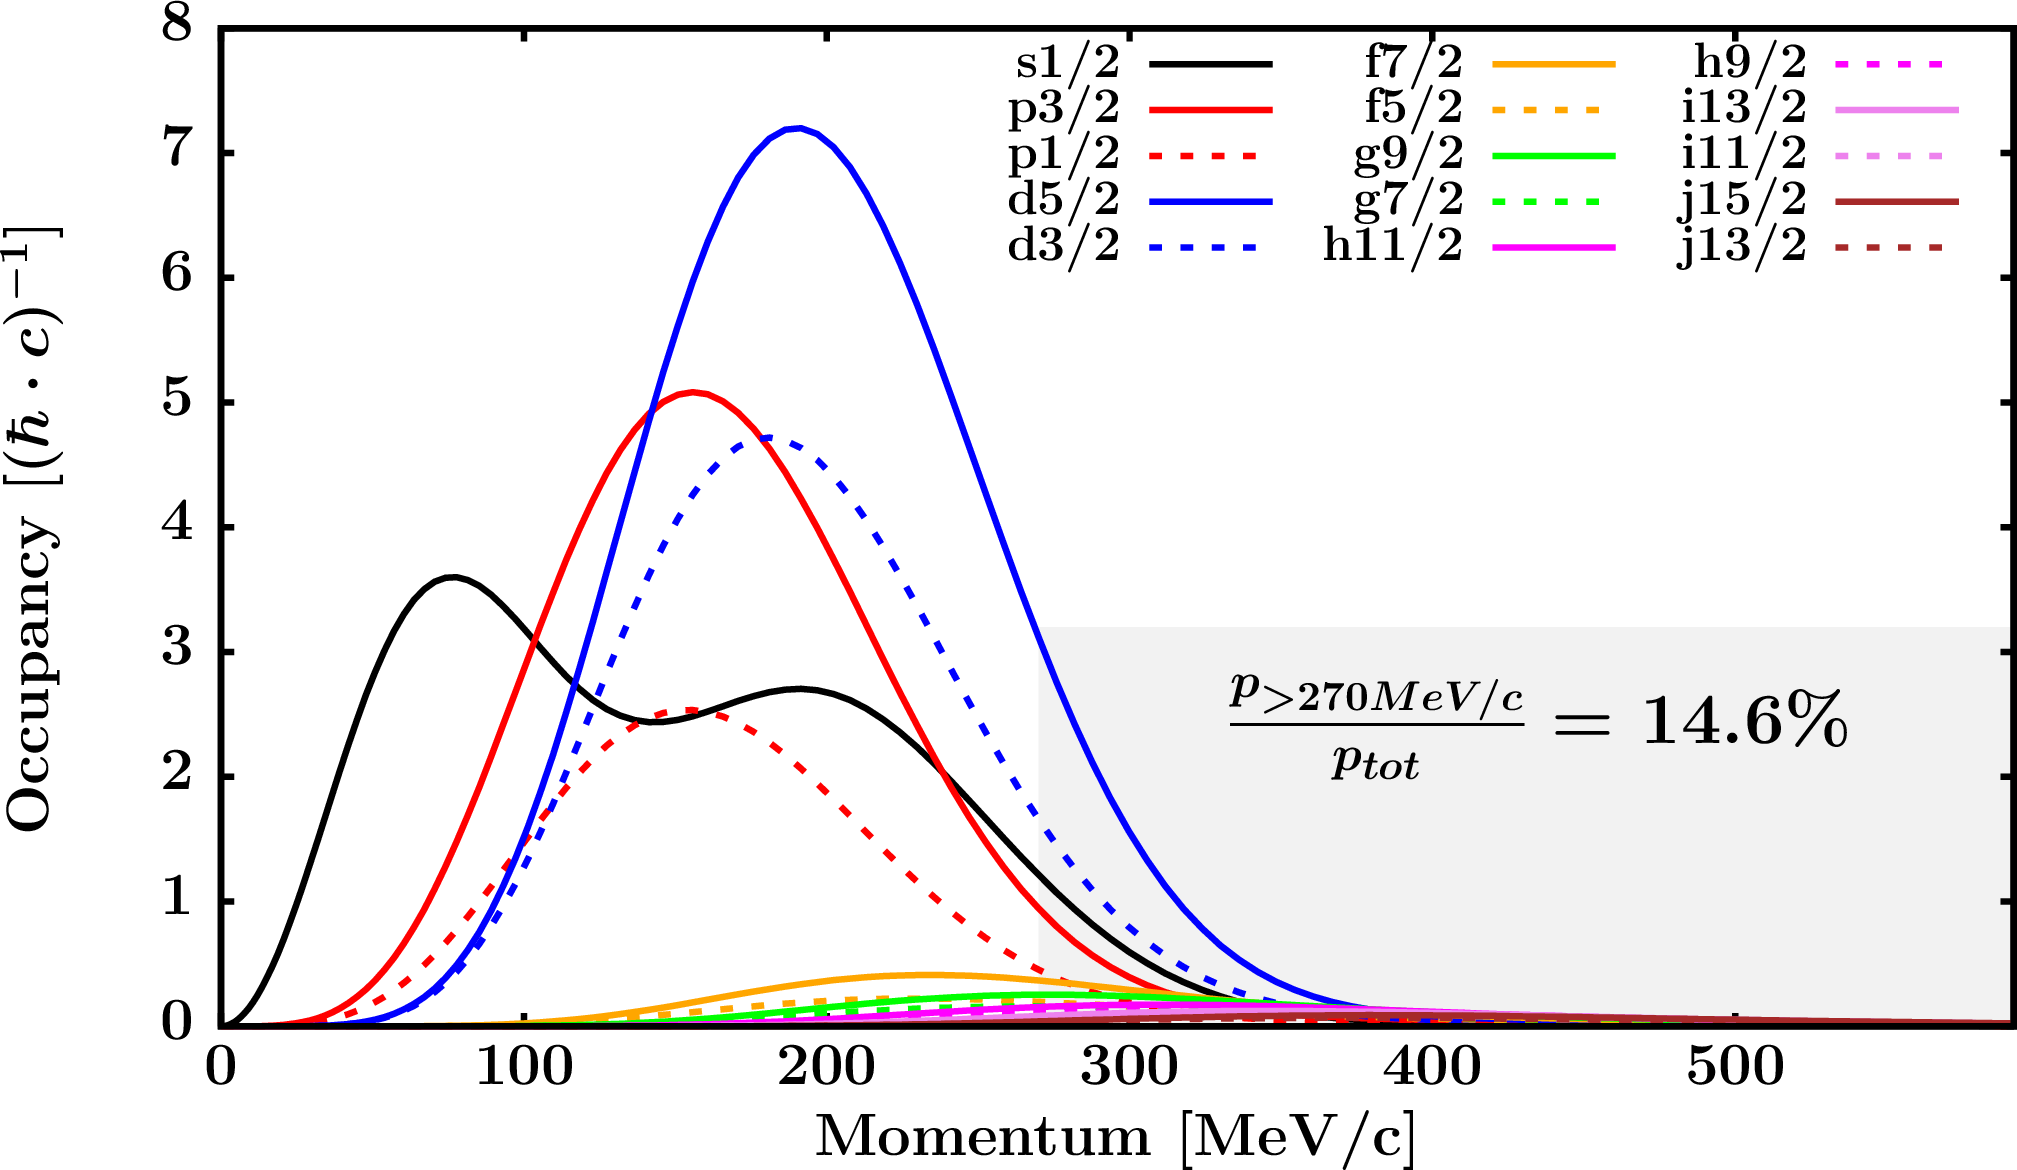 8
7
6
5
4
3
2
1
0
Occupancy [(ħ · c)⁻¹]
s1/2 f7/2 h9/2
p3/2 f5/2 i13/2
p1/2 g9/2 i11/2
d5/2 g7/2 j15/2
d3/2 h11/2 j13/2
p>270MeV/c
/ptot = 14.6%
0 100 200 300 400 500
Momentum [MeV/c]